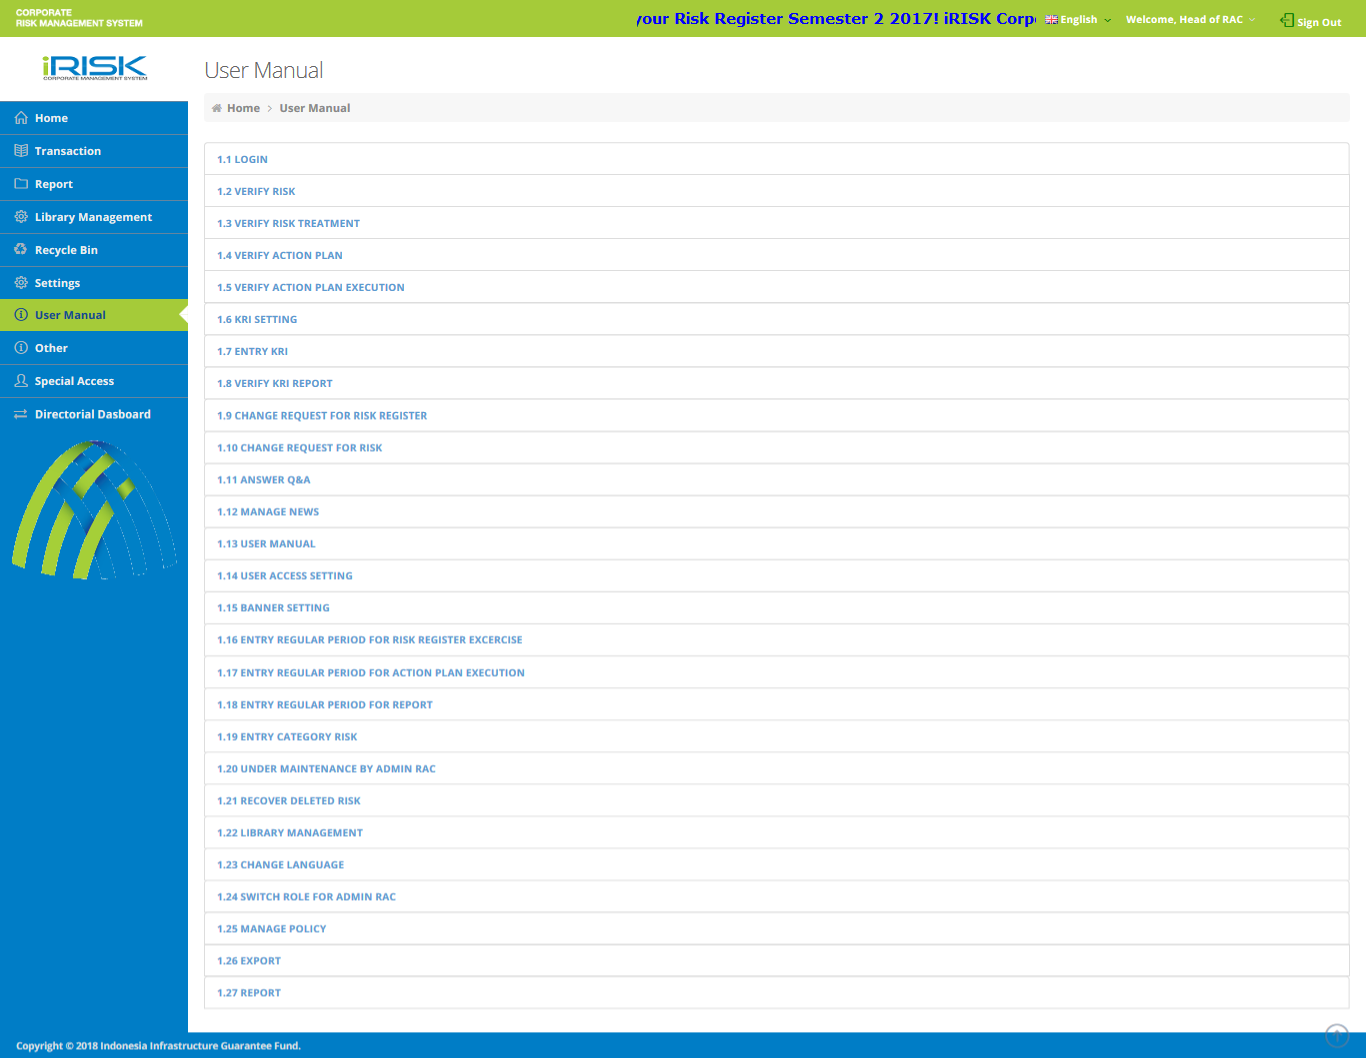 CORPORATE
RISK MANAGEMENT SYSTEM
your Risk Register Semester 2 2017! iRISK Corp
English
Welcome, Head of RAC
Sign Out
iRISK
CORPORATE MANAGEMENT SYSTEM
Home
Transaction
Report
Library Management
Recycle Bin
Settings
User Manual
Other
Special Access
Directorial Dasboard
User Manual
Home > User Manual
1.1 LOGIN
1.2 VERIFY RISK
1.3 VERIFY RISK TREATMENT
1.4 VERIFY ACTION PLAN
1.5 VERIFY ACTION PLAN EXECUTION
1.6 KRI SETTING
1.7 ENTRY KRI
1.8 VERIFY KRI REPORT
1.9 CHANGE REQUEST FOR RISK REGISTER
1.10 CHANGE REQUEST FOR RISK
1.11 ANSWER Q&A
1.12 MANAGE NEWS
1.13 USER MANUAL
1.14 USER ACCESS SETTING
1.15 BANNER SETTING
1.16 ENTRY REGULAR PERIOD FOR RISK REGISTER EXCERCISE
1.17 ENTRY REGULAR PERIOD FOR ACTION PLAN EXECUTION
1.18 ENTRY REGULAR PERIOD FOR REPORT
1.19 ENTRY CATEGORY RISK
1.20 UNDER MAINTENANCE BY ADMIN RAC
1.21 RECOVER DELETED RISK
1.22 LIBRARY MANAGEMENT
1.23 CHANGE LANGUAGE
1.24 SWITCH ROLE FOR ADMIN RAC
1.25 MANAGE POLICY
1.26 EXPORT
1.27 REPORT
Copyright © 2018 Indonesia Infrastructure Guarantee Fund.